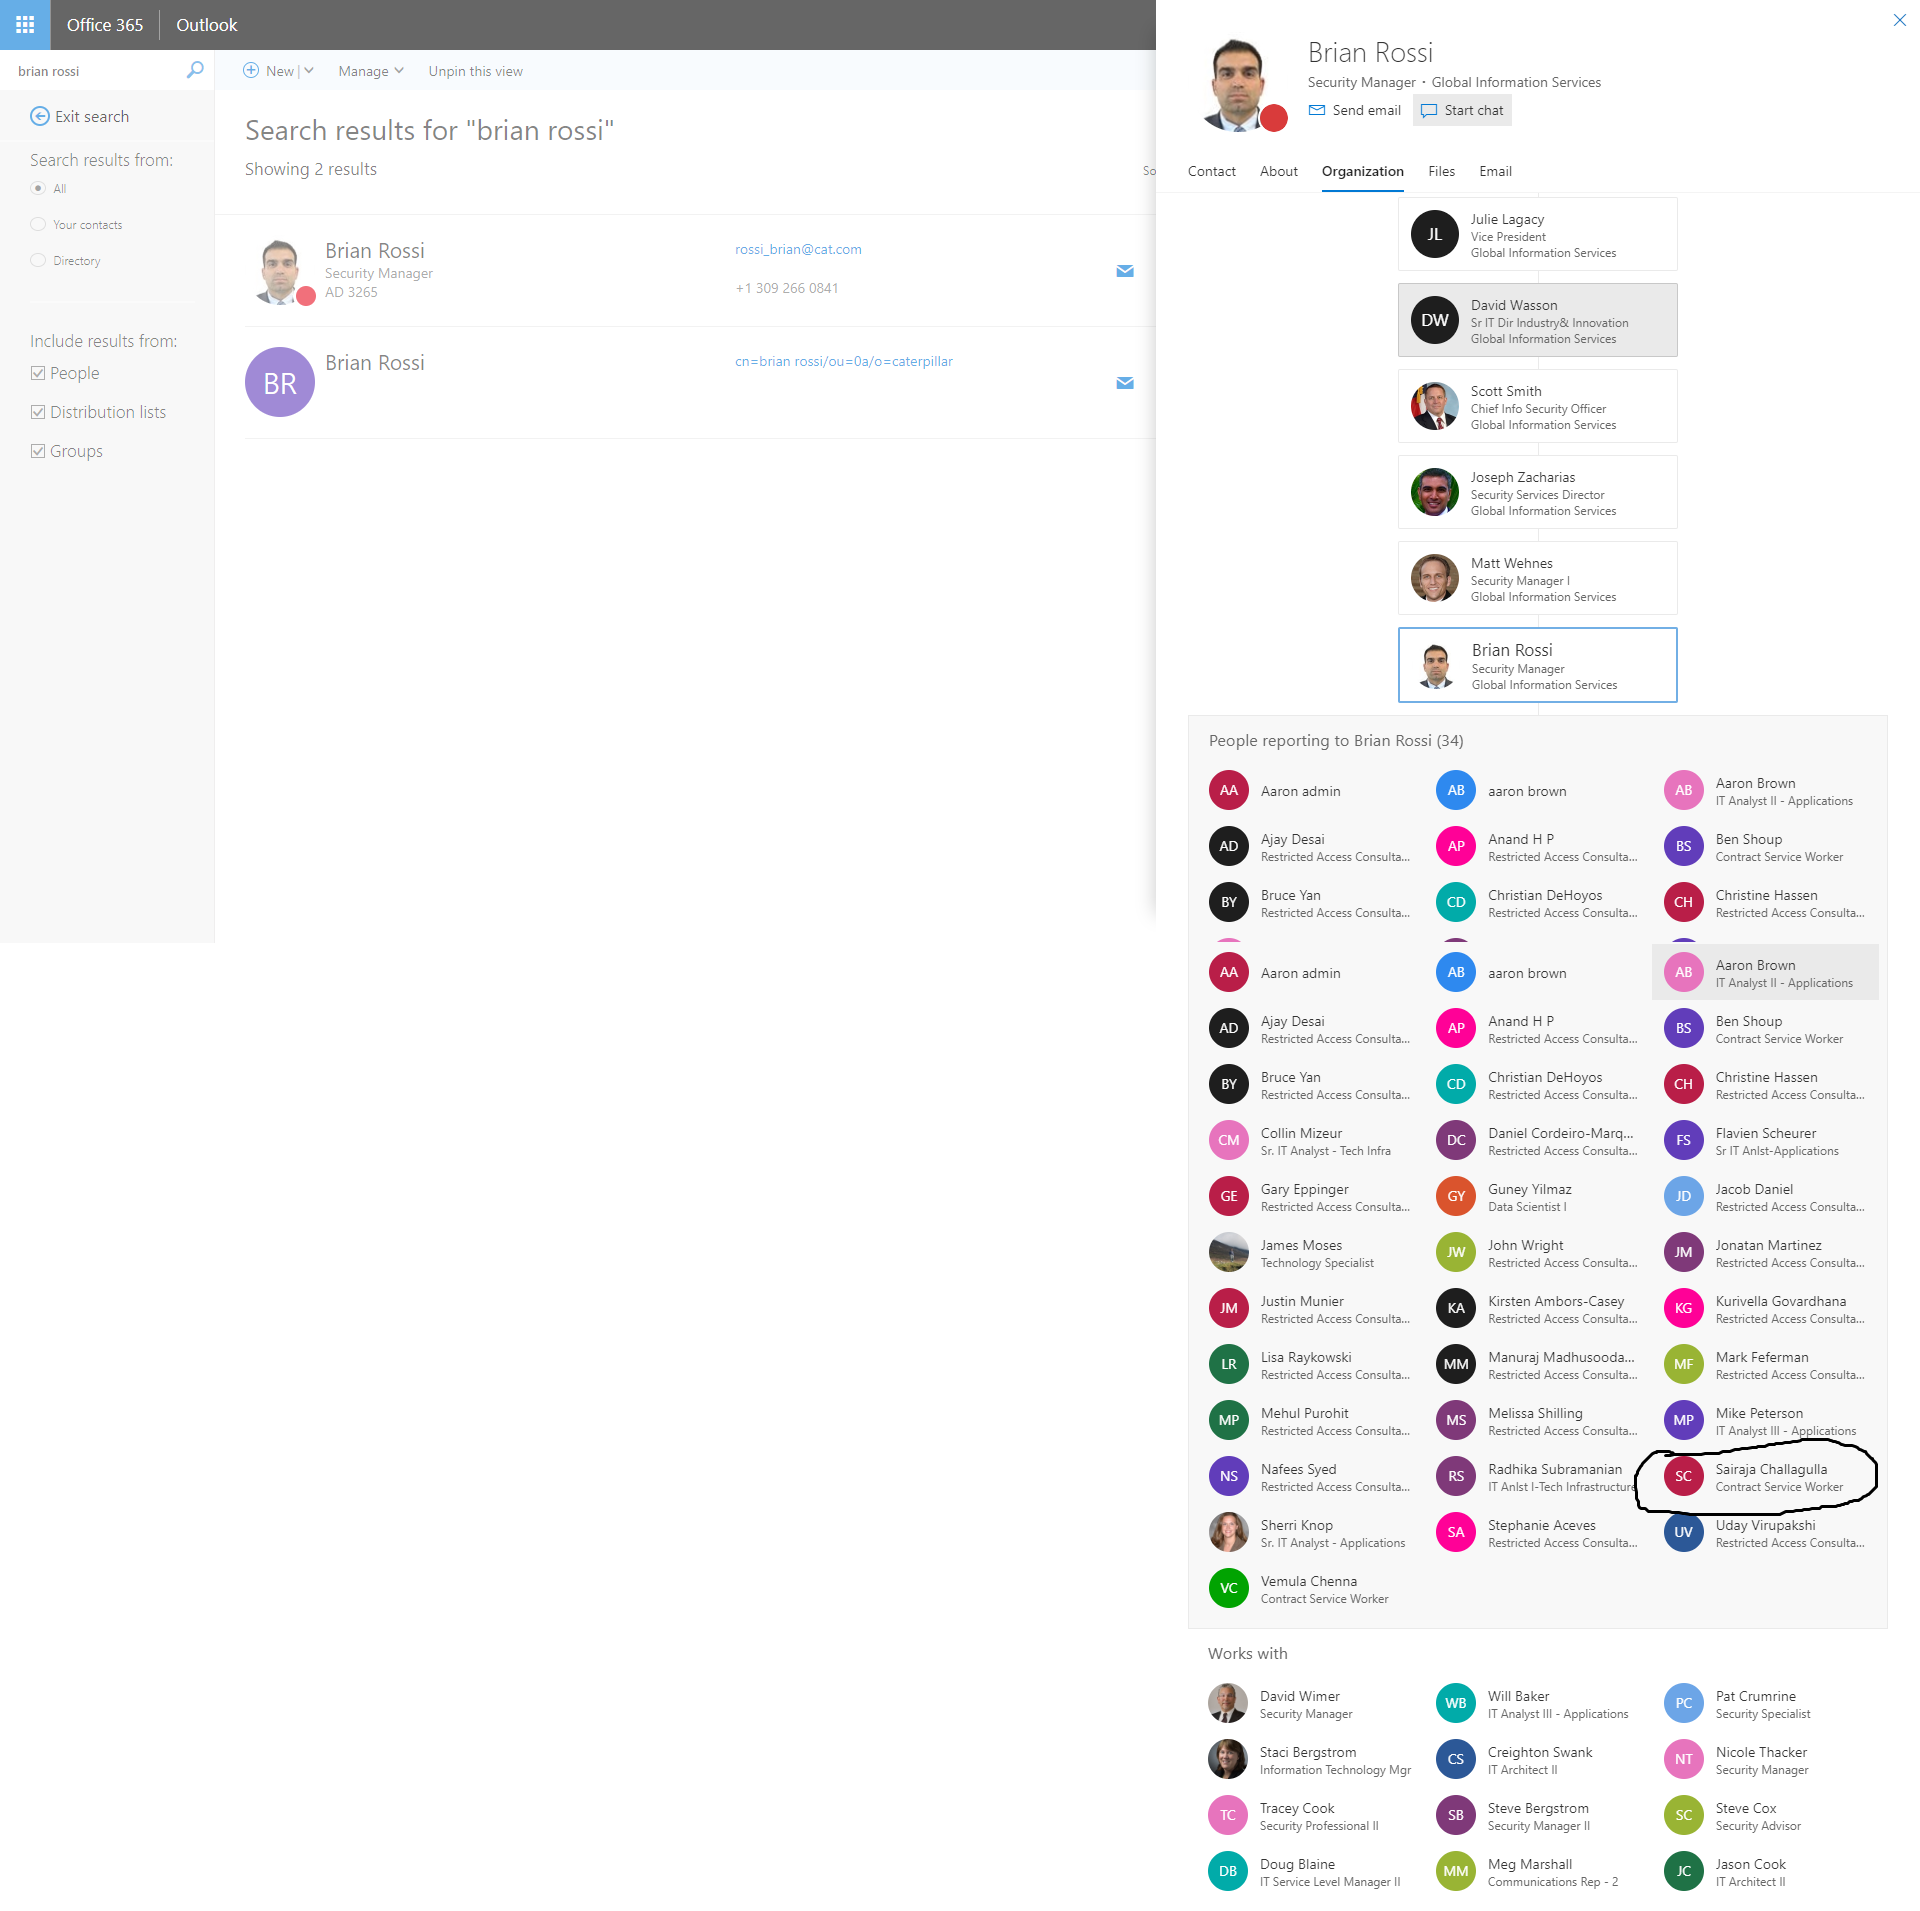 Office 365 Outlook
brian rossi
New Manage Unpin this view
Exit search
Search results from:
All
Your contacts
Directory
Include results from:
People
Distribution lists
Groups
Search results for "brian rossi"
Showing 2 results
So
Brian Rossi
Security Manager
AD 3265
rossi_brian@cat.com
+1 309 266 0841
BR
Brian Rossi
cn=brian rossi/ou=0a/o=caterpillar
Brian Rossi
Security Manager · Global Information Services
Send email Start chat
Contact About Organization Files Email
JL
Julie Lagacy
Vice President
Global Information Services
DW
David Wasson
Sr IT Dir Industry& Innovation
Global Information Services
Scott Smith
Chief Info Security Officer
Global Information Services
Joseph Zacharias
Security Services Director
Global Information Services
Matt Wehnes
Security Manager I
Global Information Services
Brian Rossi
Security Manager
Global Information Services
People reporting to Brian Rossi (34)
AA Aaron admin
AB aaron brown
AB Aaron Brown
IT Analyst II - Applications
AD Ajay Desai
Restricted Access Consulta...
AP Anand H P
Restricted Access Consulta...
BS Ben Shoup
Contract Service Worker
BY Bruce Yan
Restricted Access Consulta...
CD Christian DeHoyos
Restricted Access Consulta...
CH Christine Hassen
Restricted Access Consulta...
AA Aaron admin
AB aaron brown
AB Aaron Brown
IT Analyst II - Applications
AD Ajay Desai
Restricted Access Consulta...
AP Anand H P
Restricted Access Consulta...
BS Ben Shoup
Contract Service Worker
BY Bruce Yan
Restricted Access Consulta...
CD Christian DeHoyos
Restricted Access Consulta...
CH Christine Hassen
Restricted Access Consulta...
CM Collin Mizeur
Sr. IT Analyst - Tech Infra
DC Daniel Cordeiro-Marq...
Restricted Access Consulta...
FS Flavien Scheurer
Sr IT Anlst-Applications
GE Gary Eppinger
Restricted Access Consulta...
GY Guney Yilmaz
Data Scientist I
JD Jacob Daniel
Restricted Access Consulta...
James Moses
Technology Specialist
JW John Wright
Restricted Access Consulta...
JM Jonatan Martinez
Restricted Access Consulta...
JM Justin Munier
Restricted Access Consulta...
KA Kirsten Ambors-Casey
Restricted Access Consulta...
KG Kurivella Govardhana
Restricted Access Consulta...
LR Lisa Raykowski
Restricted Access Consulta...
MM Manuraj Madhusooda...
Restricted Access Consulta...
MF Mark Feferman
Restricted Access Consulta...
MP Mehul Purohit
Restricted Access Consulta...
MS Melissa Shilling
Restricted Access Consulta...
MP Mike Peterson
IT Analyst III - Applications
NS Nafees Syed
Restricted Access Consulta...
RS Radhika Subramanian
IT Anlst I-Tech Infrastructure
SC Sairaja Challagulla
Contract Service Worker
Sherri Knop
Sr. IT Analyst - Applications
SA Stephanie Aceves
Restricted Access Consulta...
UV Uday Virupakshi
Restricted Access Consulta...
VC Vemula Chenna
Contract Service Worker
Works with
David Wimer
Security Manager
WB Will Baker
IT Analyst III - Applications
PC Pat Crumrine
Security Specialist
Staci Bergstrom
Information Technology Mgr
CS Creighton Swank
IT Architect II
NT Nicole Thacker
Security Manager
TC Tracey Cook
Security Professional II
SB Steve Bergstrom
Security Manager II
SC Steve Cox
Security Advisor
DB Doug Blaine
IT Service Level Manager II
MM Meg Marshall
Communications Rep - 2
JC Jason Cook
IT Architect II